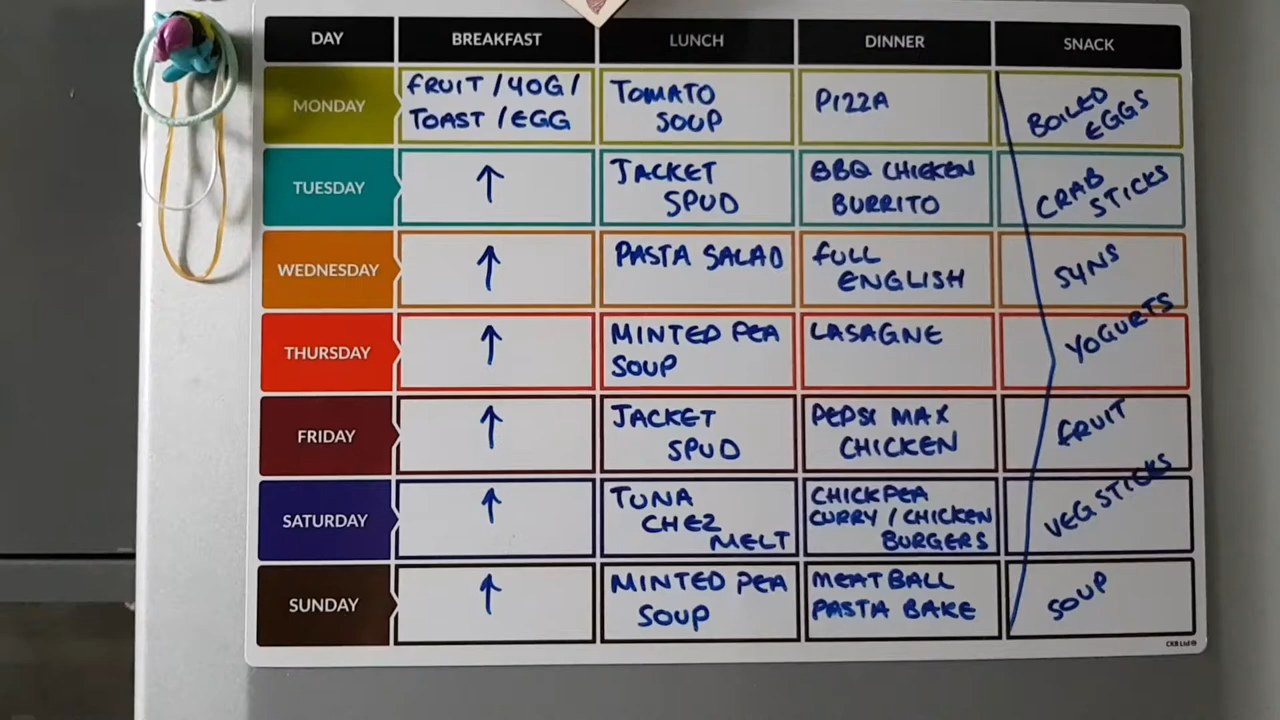 DAY BREAKFAST LUNCH DINNER SNACK
MONDAY
FRUIT / YOG /
TOAST / EGG
TOMATO
SOUP
PIZZA
BOILED
EGGS
TUESDAY
↑
JACKET
SPUD
BBQ CHICKEN
BURRITO
CRAB
STICKS
WEDNESDAY
↑
PASTA SALAD
FULL
ENGLISH
SYNS
THURSDAY
↑
MINTED PEA
SOUP
LASAGNE
YOGURTS
FRIDAY
↑
JACKET
SPUD
PEPSI MAX
CHICKEN
FRUIT
SATURDAY
↑
TUNA
CHEZ
MELT
CHICKPEA
CURRY / CHICKEN
BURGERS
VEG STICKS
SUNDAY
↑
MINTED PEA
SOUP
MEATBALL
PASTA BAKE
SOUP
CKB Ltd ©